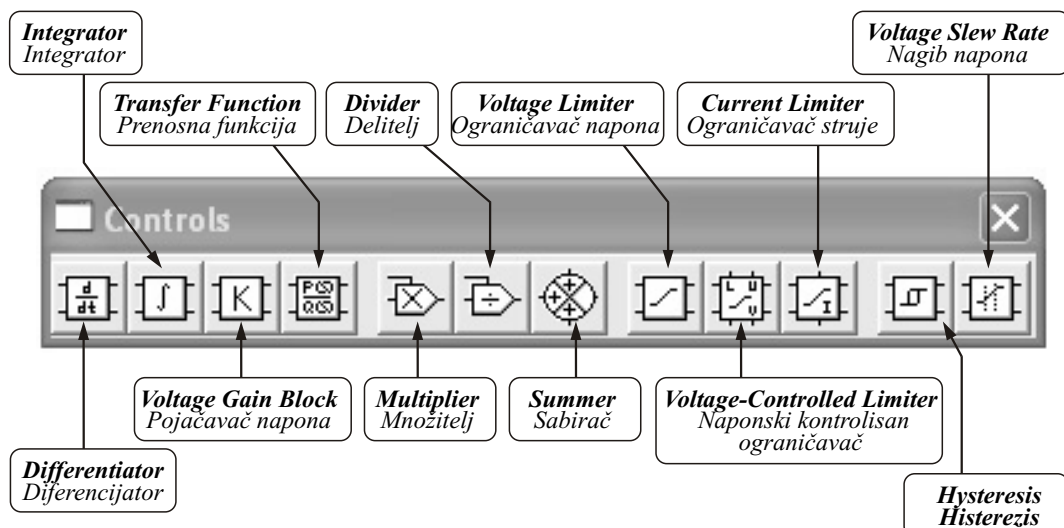 Integrator
Integrator
Voltage Slew Rate
Nagib napona
Transfer Function
Prenosna funkcija
Divider
Delitelj
Voltage Limiter
Ograničavač napona
Current Limiter
Ograničavač struje
Controls
d
dt
∫
K
P(S)
Q(S)
×
÷
+ + + +
L U
V
I
Voltage Gain Block
Pojačavač napona
Multiplier
Množitelj
Summer
Sabirač
Voltage-Controlled Limiter
Naponski kontrolisan
ograničavač
Differentiator
Diferencijator
Hysteresis
Histerezis